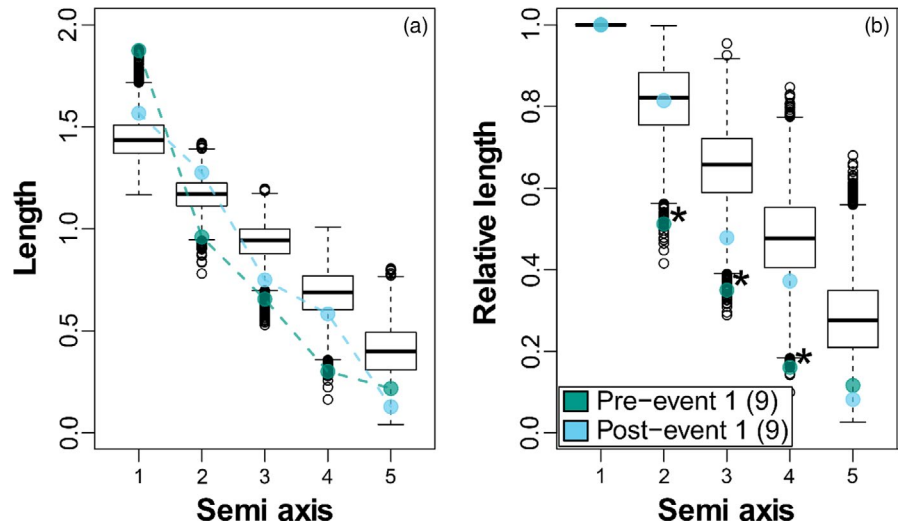 (a)
Length
2.0
1.5
1.0
0.5
0.0
1 2 3 4 5
Semi axis
(b)
Relative length
1.0
0.8
0.6
0.4
0.2
0.0
*
*
*
Pre-event 1 (9)
Post-event 1 (9)
1 2 3 4 5
Semi axis